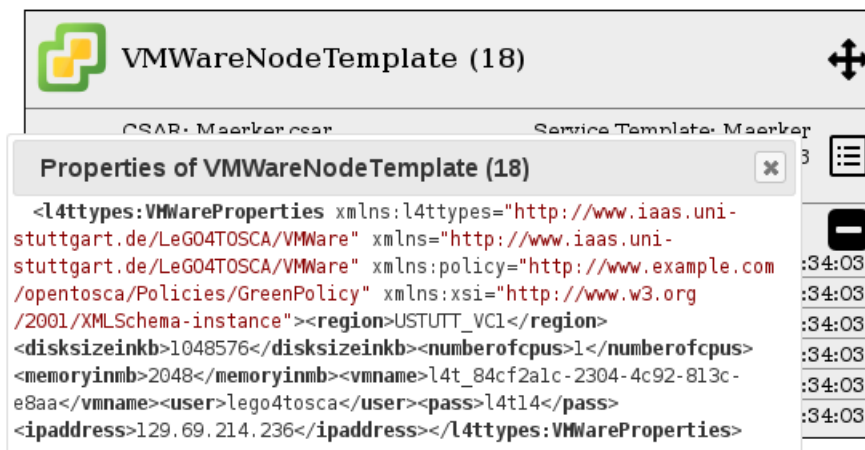 VMWareNodeTemplate (18)
CSAR: Maerker.csar
Service Template: Maerker
3
Properties of VMWareNodeTemplate (18)
<l4ttypes:VMWareProperties xmlns:l4ttypes="http://www.iaas.uni-
stuttgart.de/LeGO4TOSCA/VMWare" xmlns="http://www.iaas.uni-
stuttgart.de/LeGO4TOSCA/VMWare" xmlns:policy="http://www.example.com
/opentosca/Policies/GreenPolicy" xmlns:xsi="http://www.w3.org
/2001/XMLSchema-instance"><region>USTUTT_VC1</region>
<disksizeinkb>1048576</disksizeinkb><numberofcpus>1</numberofcpus>
<memoryinmb>2048</memoryinmb><vmname>l4t_84cf2a1c-2304-4c92-813c-
e8aa</vmname><user>lego4tosca</user><pass>l4t14</pass>
<ipaddress>129.69.214.236</ipaddress></l4ttypes:VMWareProperties>
:34:03
:34:03
:34:03
:34:03
:34:03
:34:03